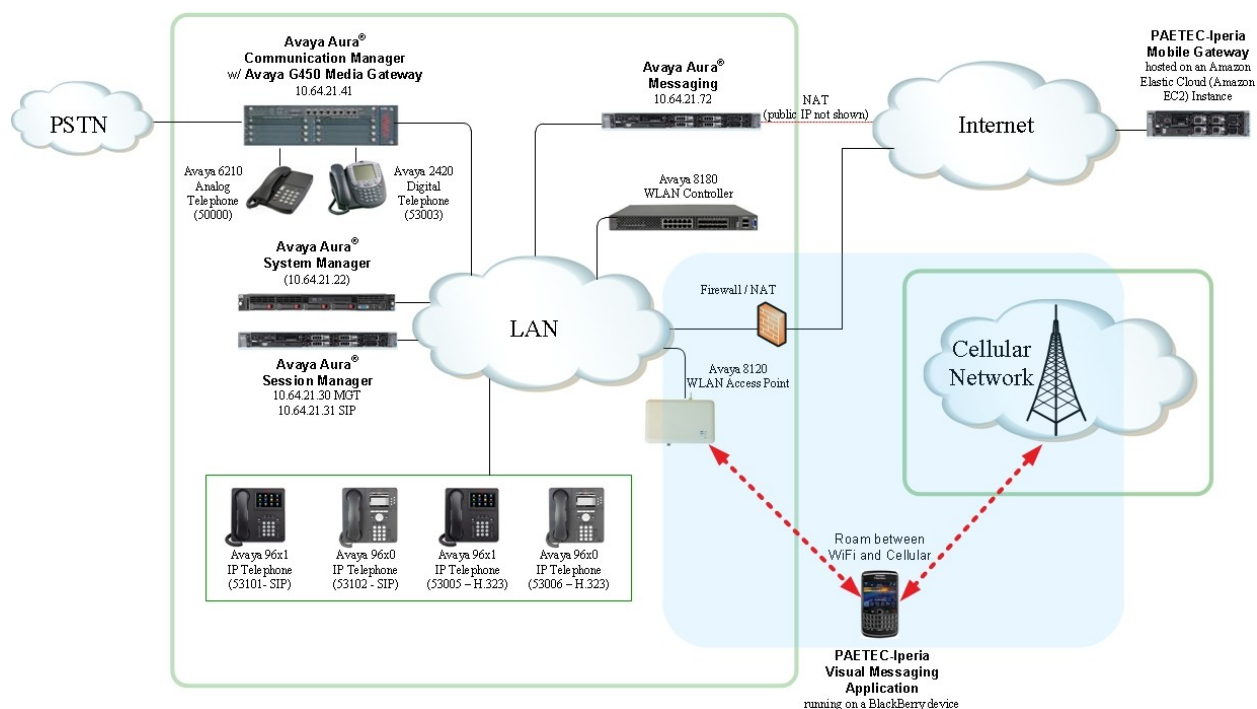 Avaya Aura®
Communication Manager
w/ Avaya G450 Media Gateway
10.64.21.41
PSTN
Avaya 6210
Analog
Telephone
(50000)
Avaya 2420
Digital
Telephone
(53003)
Avaya Aura®
Messaging
10.64.21.72
NAT
(public IP not shown)
Internet
PAETEC-Iperia
Mobile Gateway
hosted on an Amazon
Elastic Cloud (Amazon
EC2) Instance
Avaya 8180
WLAN Controller
Avaya Aura®
System Manager
(10.64.21.22)
LAN
Firewall / NAT
Avaya Aura®
Session Manager
10.64.21.30 MGT
10.64.21.31 SIP
Avaya 8120
WLAN Access Point
Cellular
Network
Avaya 96x1
IP Telephone
(53101- SIP)
Avaya 96x0
IP Telephone
(53102 - SIP)
Avaya 96x1
IP Telephone
(53005 – H.323)
Avaya 96x0
IP Telephone
(53006 – H.323)
Roam between
WiFi and Cellular
PAETEC-Iperia
Visual Messaging
Application
running on a BlackBerry device